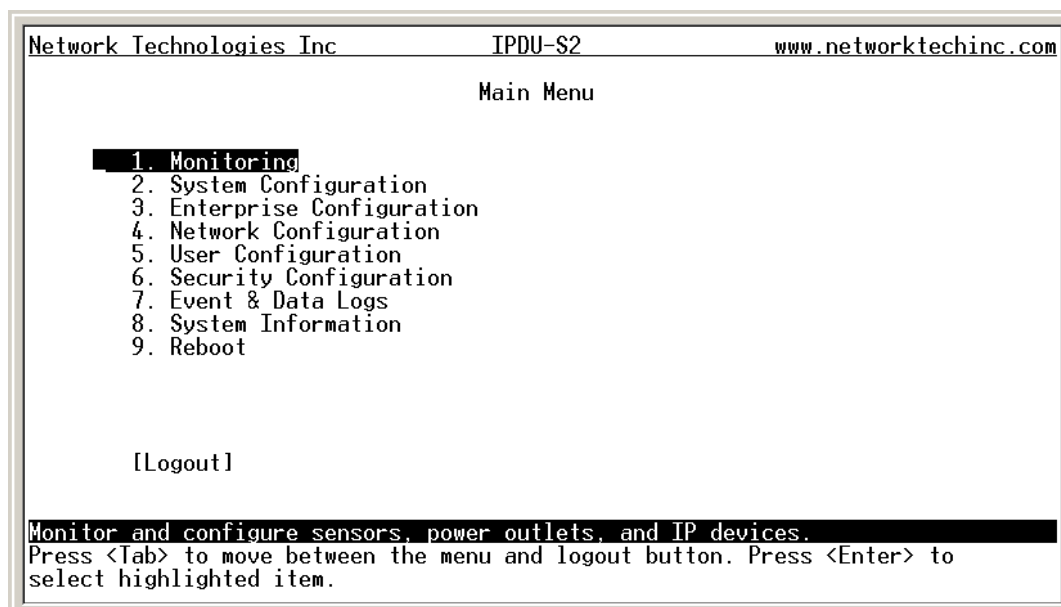 Network Technologies Inc IPDU-S2 www.networktechinc.com
Main Menu
1. Monitoring
2. System Configuration
3. Enterprise Configuration
4. Network Configuration
5. User Configuration
6. Security Configuration
7. Event & Data Logs
8. System Information
9. Reboot
[Logout]
Monitor and configure sensors, power outlets, and IP devices.
Press <Tab> to move between the menu and logout button. Press <Enter> to
select highlighted item.